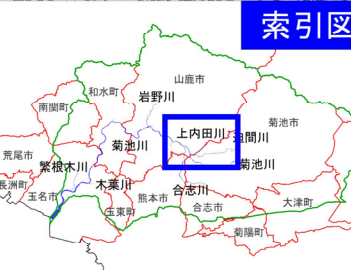 索引図
山鹿市
和水町
岩野川
南関町
上内田川
菊池市
迫間川
菊池川
荒尾市
繁根木川
菊池川
長洲町
玉名市
木葉川
合志川
玉東町
熊本市
合志市
大津町
菊陽町